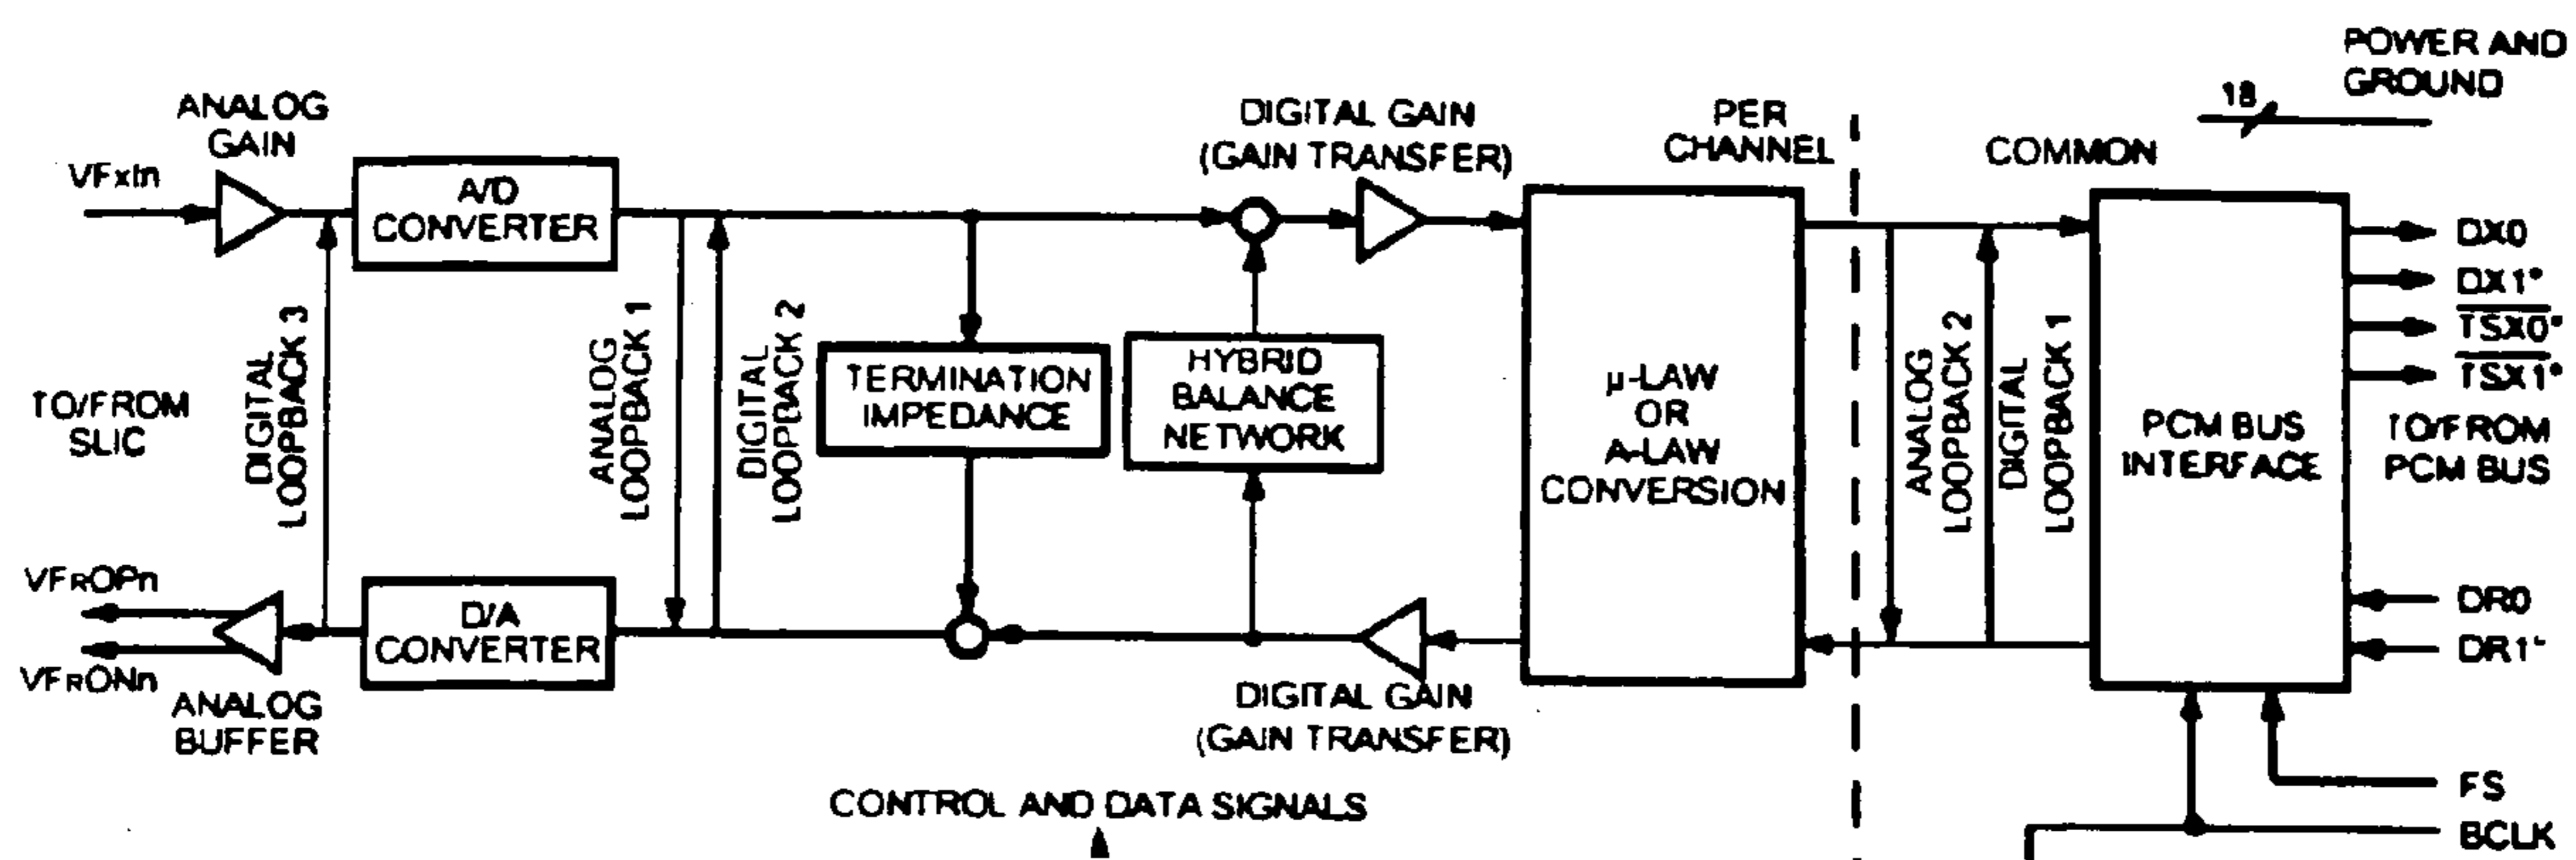 POWER AND
GROUND
18
ANALOG
GAIN
DIGITAL GAIN
(GAIN TRANSFER)
PER
CHANNEL
COMMON
VFxIn
A/D
CONVERTER
DX0
DX1*
TSX0*
TSX1*
TO/FROM
PCM BUS
TO/FROM
SLIC
DIGITAL
LOOPBACK 3
ANALOG
LOOPBACK 1
DIGITAL
LOOPBACK 2
TERMINATION
IMPEDANCE
HYBRID
BALANCE
NETWORK
μ-LAW
OR
A-LAW
CONVERSION
ANALOG
LOOPBACK 2
DIGITAL
LOOPBACK 1
PCM BUS
INTERFACE
VFROPn
VFRONn
D/A
CONVERTER
ANALOG
BUFFER
DIGITAL GAIN
(GAIN TRANSFER)
DR0
DR1*
CONTROL AND DATA SIGNALS
FS
BCLK